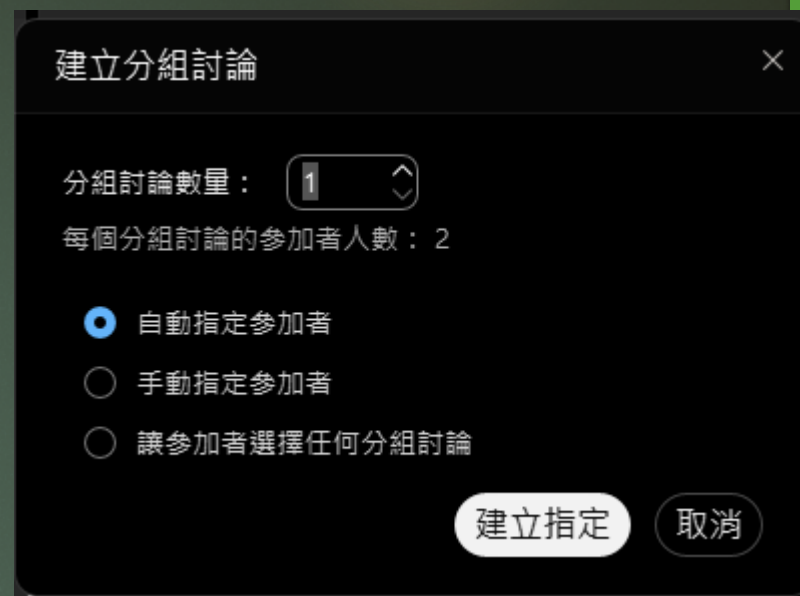 建立分組討論
分組討論數量： 1
每個分組討論的參加者人數： 2
自動指定參加者
手動指定參加者
讓參加者選擇任何分組討論
建立指定 取消